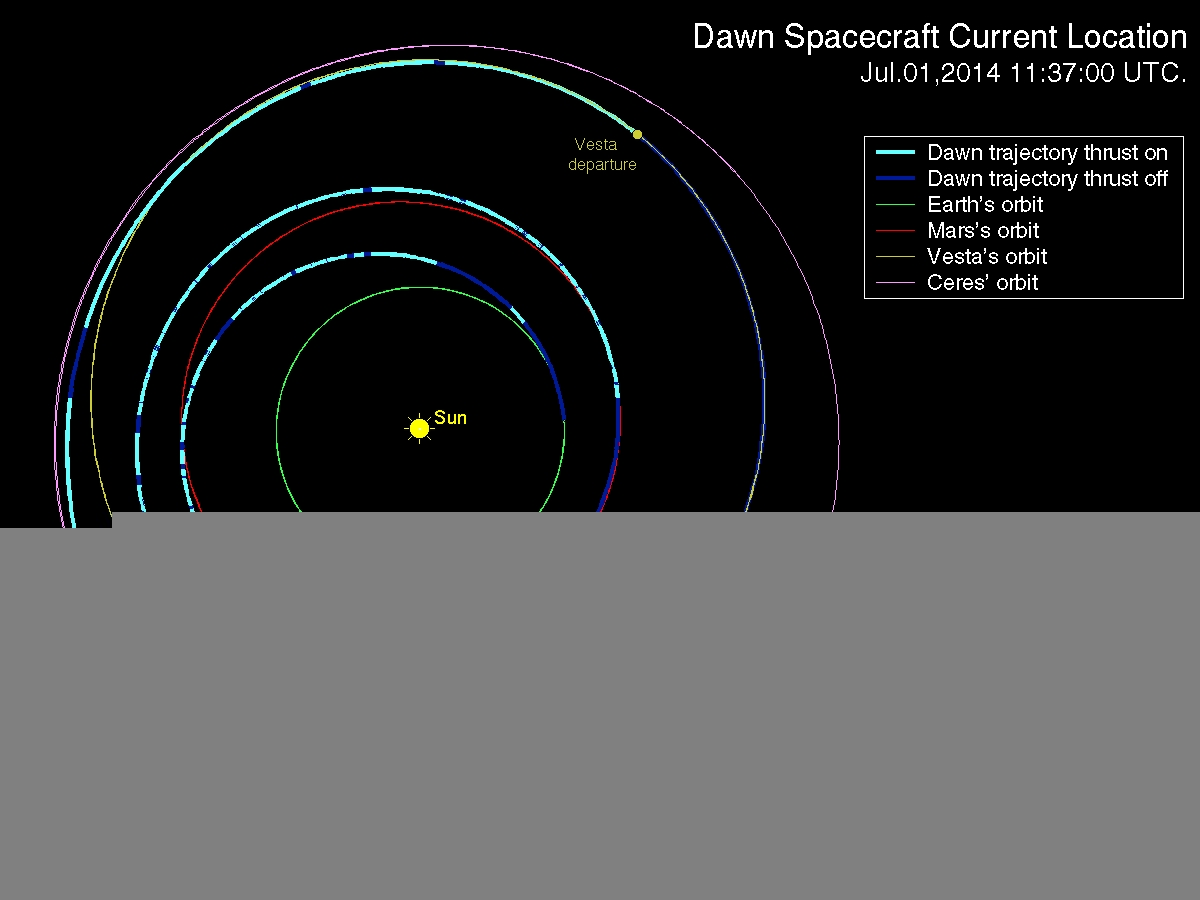 Dawn Spacecraft Current Location
Jul.01,2014 11:37:00 UTC.
Vesta
departure
Dawn trajectory thrust on
Dawn trajectory thrust off
Earth's orbit
Mars's orbit
Vesta's orbit
Ceres' orbit
Sun